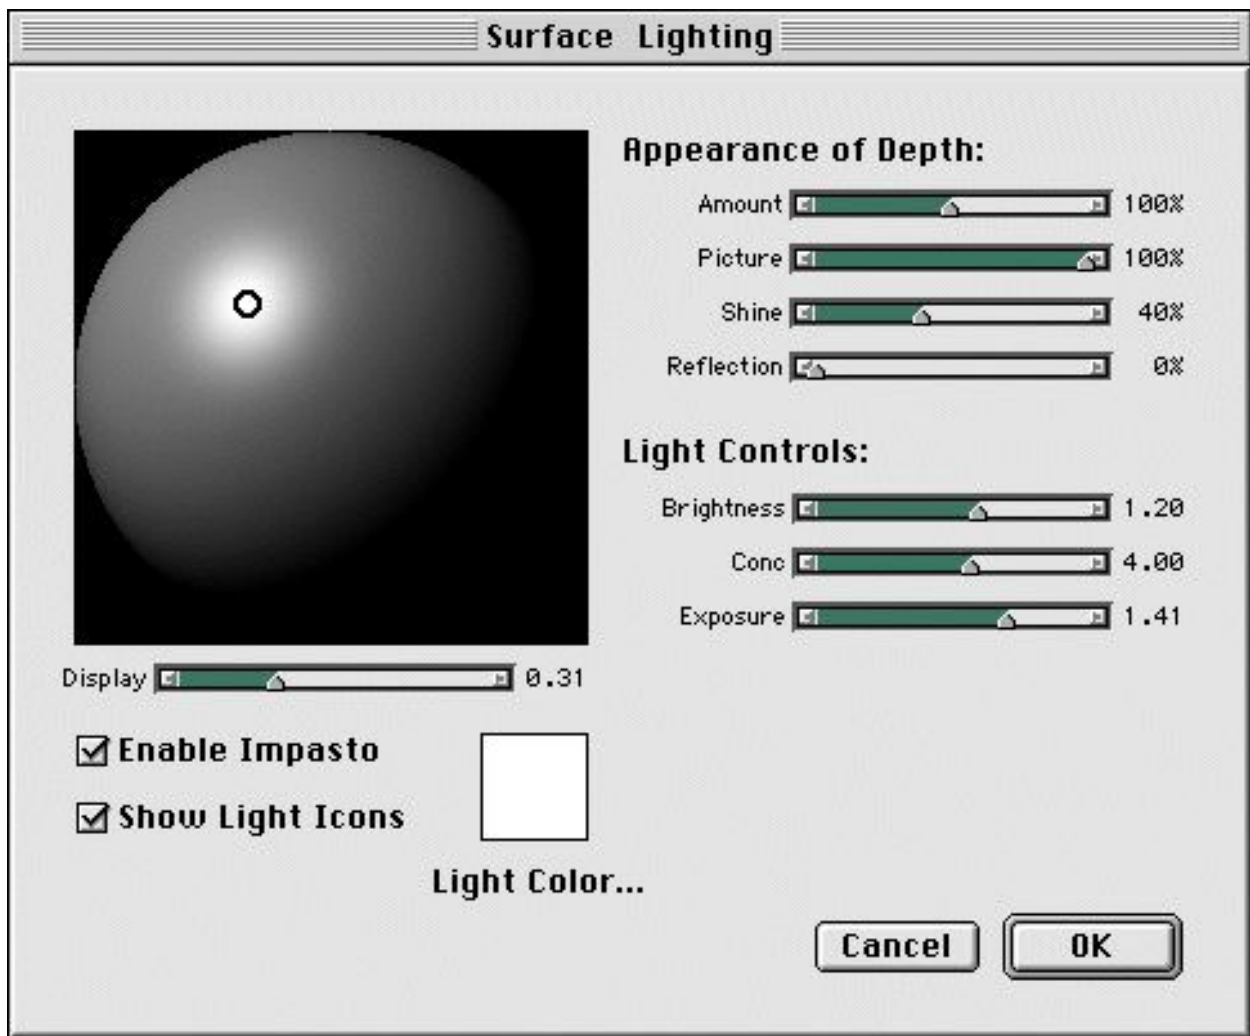 Surface Lighting
Appearance of Depth:
Amount 100%
Picture 100%
Shine 40%
Reflection 0%
Light Controls:
Brightness 1.20
Conc 4.00
Exposure 1.41
Display 0.31
Enable Impasto
Show Light Icons
Light Color...
Cancel OK